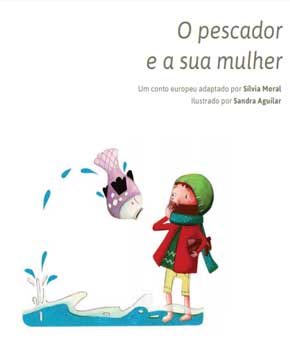 O pescador
e a sua mulher
Um conto europeu adaptado por Sílvia Moral
Ilustrado por Sandra Aguilar